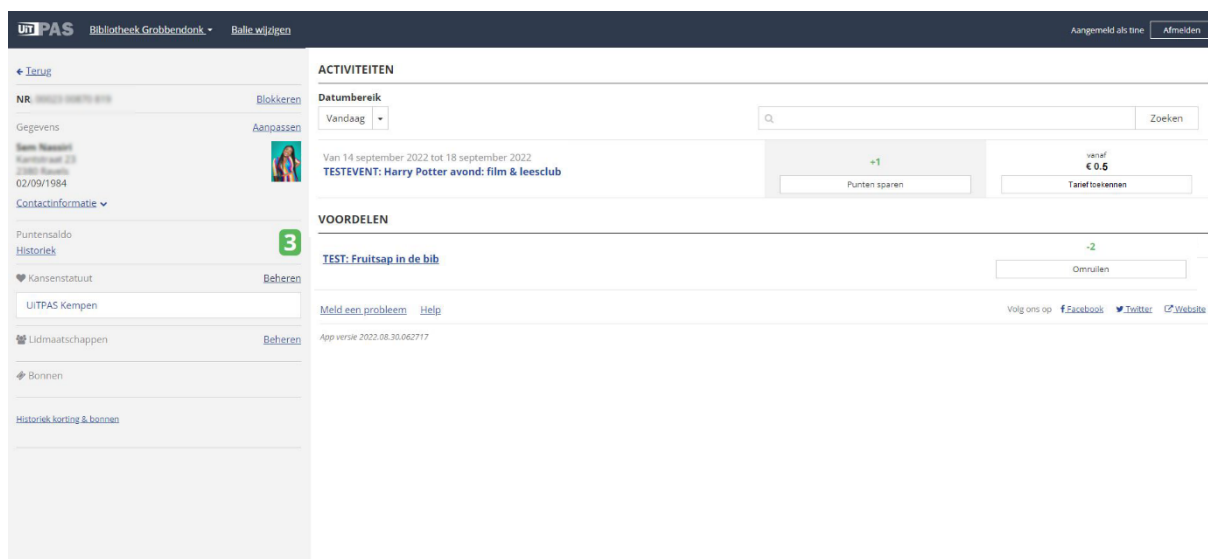 UiTPAS Bibliotheek Grobbendonk Balie wijzigen Aangemeld als tine Afmelden
Terug
NR.
Blokkeren
Gegevens
Aanpassen
02/09/1984
Contactinformatie
Puntensaldo
Historiek
3
Kansenstatuut
Beheren
UiTPAS Kempen
Lidmaatschappen
Beheren
Bonnen
Historiek korting & bonnen
ACTIVITEITEN
Datumbereik
Vandaag
Zoeken
Van 14 september 2022 tot 18 september 2022
TESTEVENT: Harry Potter avond: film & leesclub
+1
Punten sparen
vanaf
€ 0.5
Tarief toekennen
VOORDELEN
TEST: Fruitsap in de bib
-2
Omruilen
Meld een probleem Help
Volg ons op Facebook Twitter Website
App versie 2022.08.30.062717